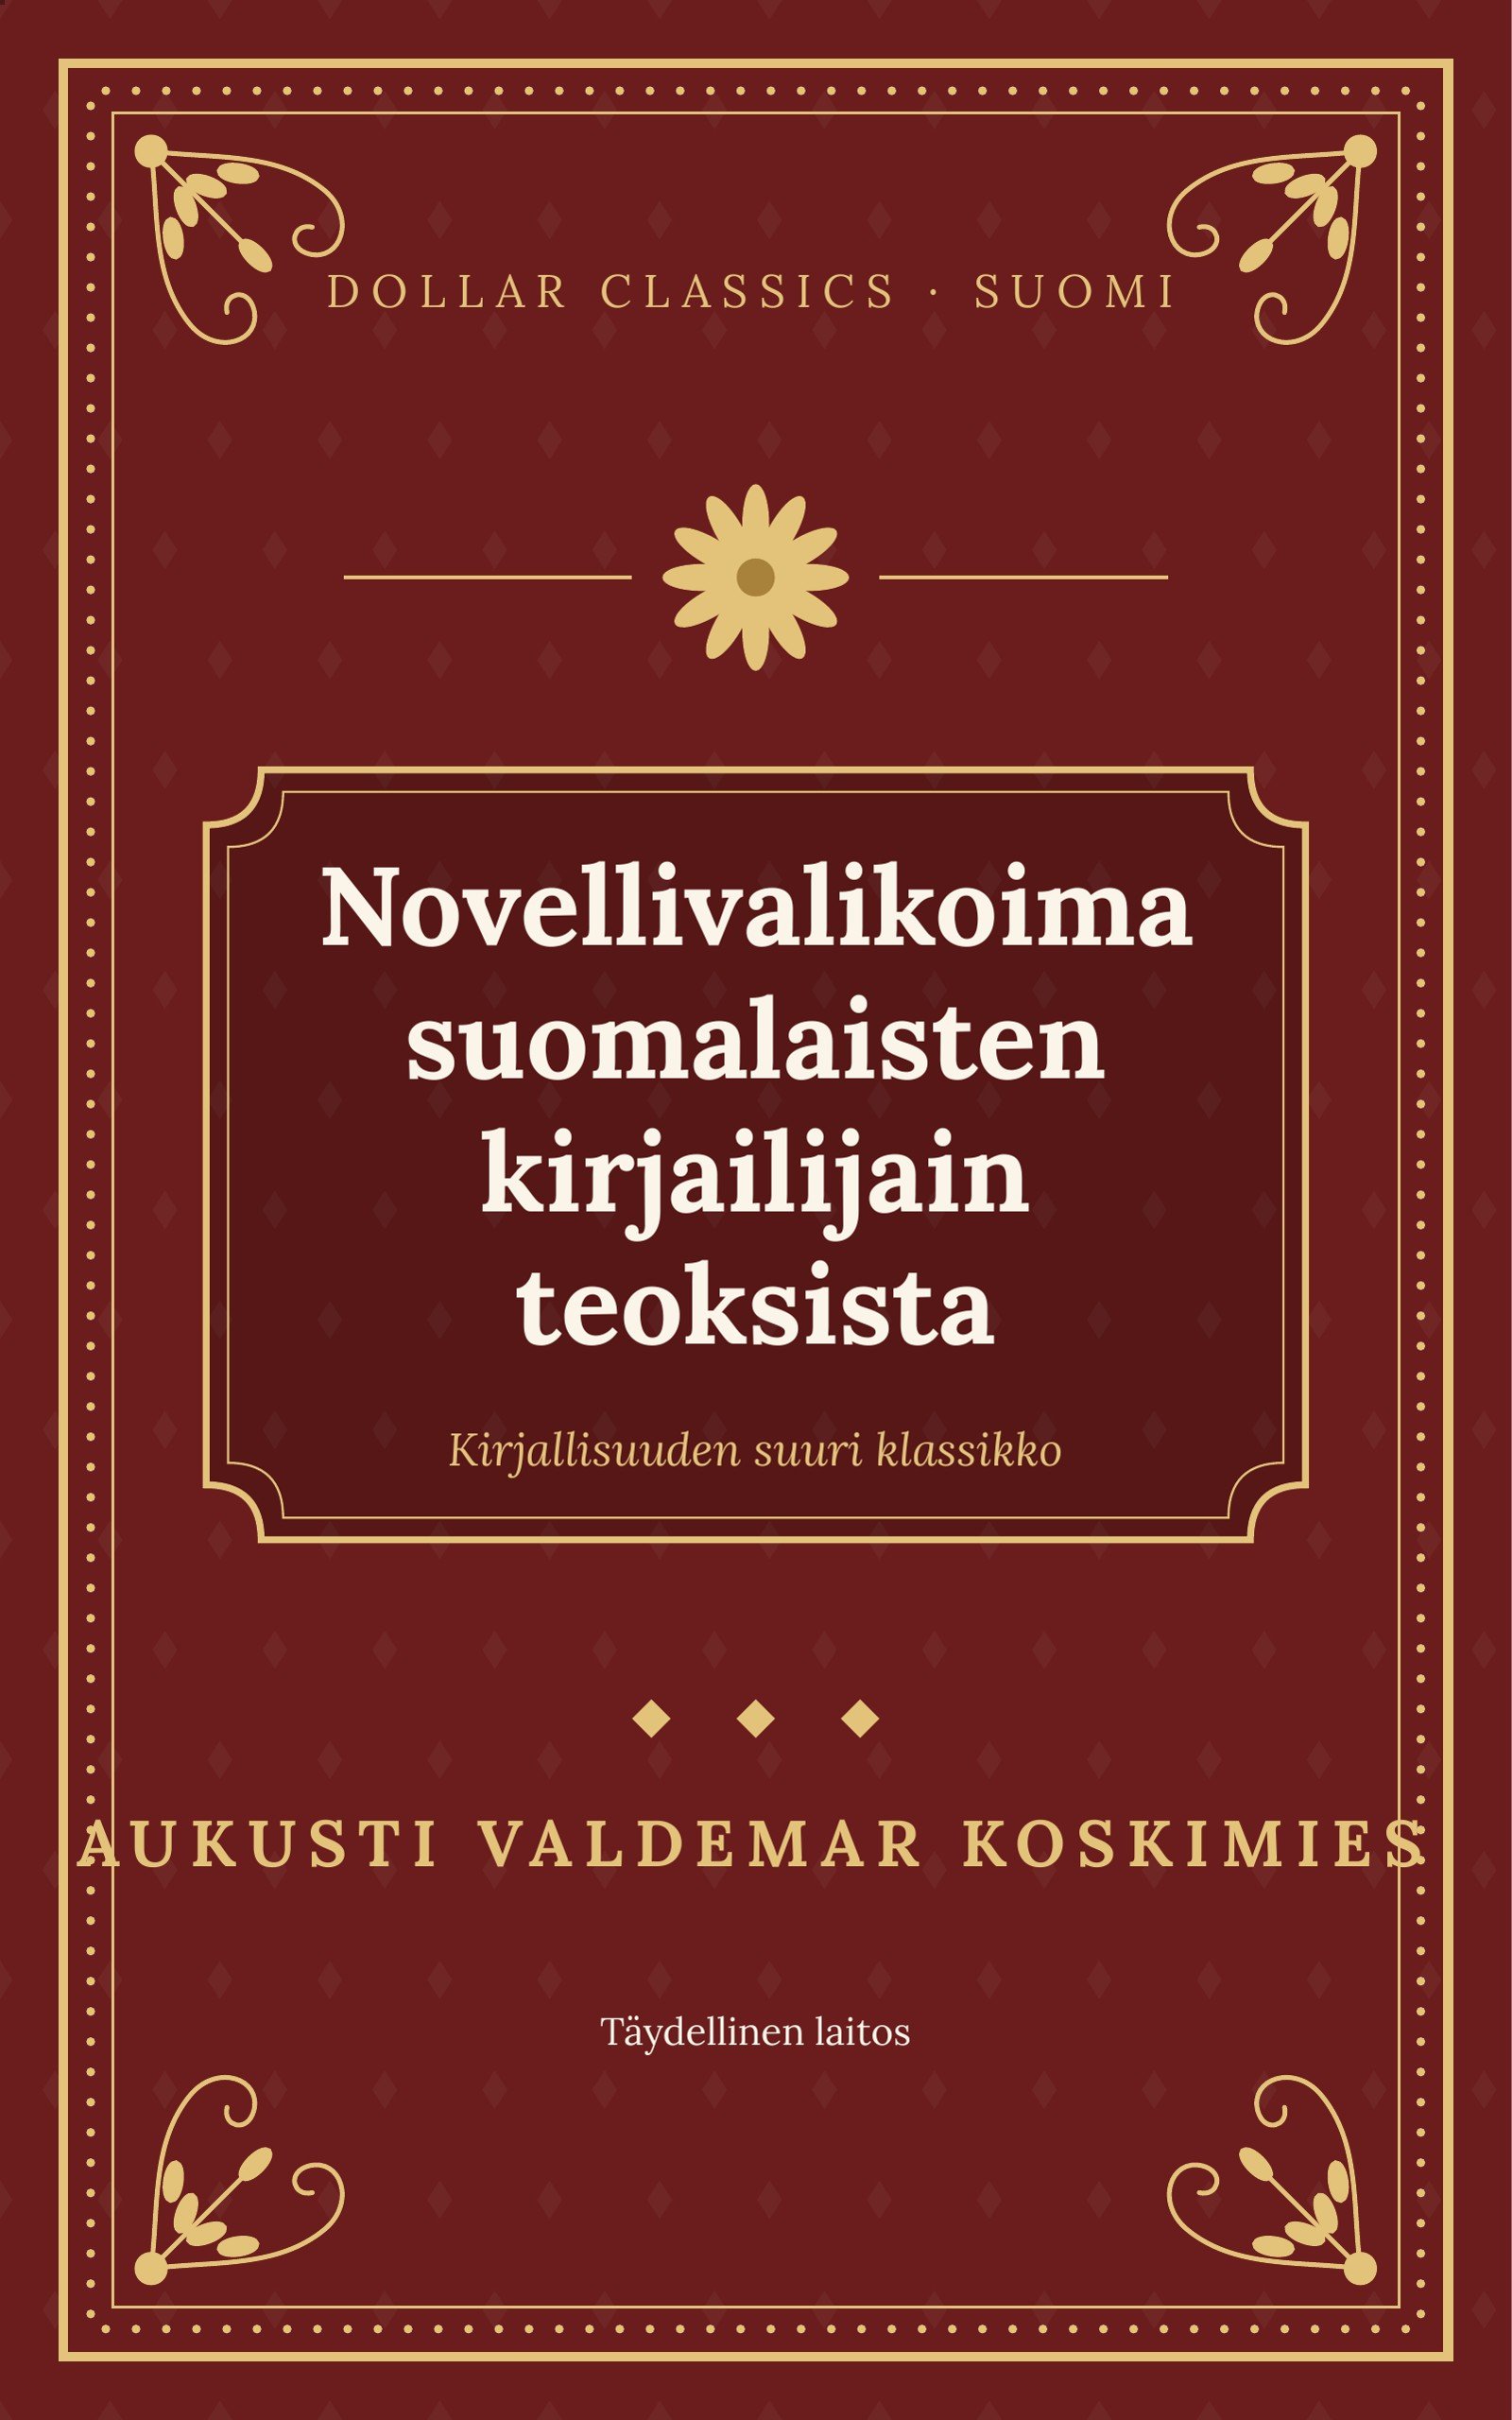 DOLLAR CLASSICS · SUOMI
Novellivalikoima
suomalaisten
kirjailijain
teoksista
Kirjallisuuden suuri klassikko
AUKUSTI VALDEMAR KOSKIMIES
Täydellinen laitos